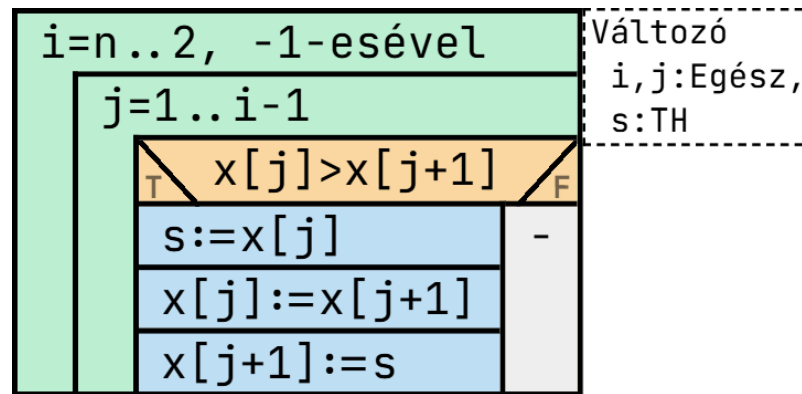 i=n..2, -1-esével
j=1..i-1
T x[j]>x[j+1] F
s:=x[j] -
x[j]:=x[j+1]
x[j+1]:=s
Változó
i,j:Egész,
s:TH